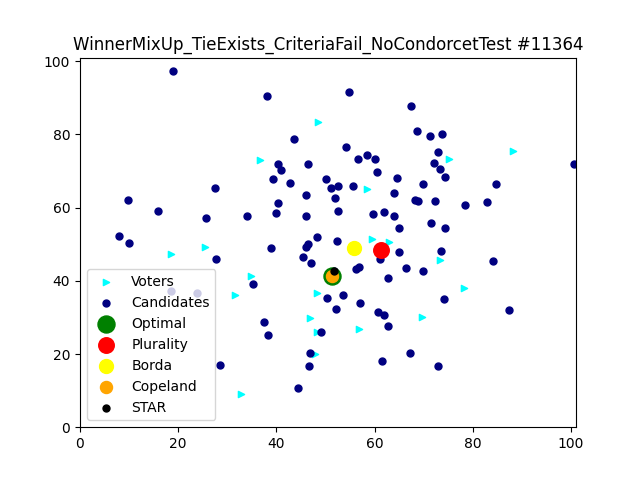 WinnerMixUp_TieExists_CriteriaFail_NoCondorcetTest #11364
100
80
60
40
20
0
Voters
Candidates
Optimal
Plurality
Borda
Copeland
STAR
0 20 40 60 80 100